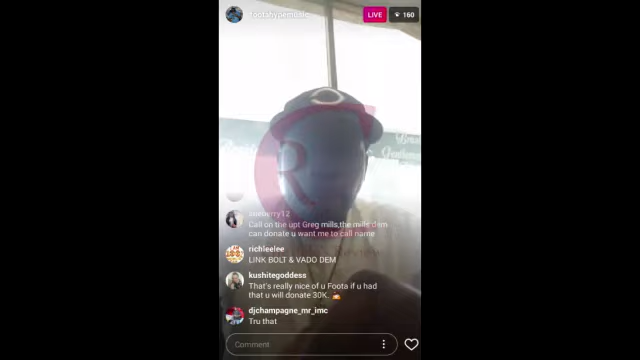 footahypemusic
LIVE
160
Call on the upt Greg mills,the mills dem
can donate u want me to call name
richleelee
LINK BOLT & VADO DEM
kushitegoddess
That's really nice of u Foota if u had
that u will donate 30K.
djchampagne_mr_imc
Tru that
Comment